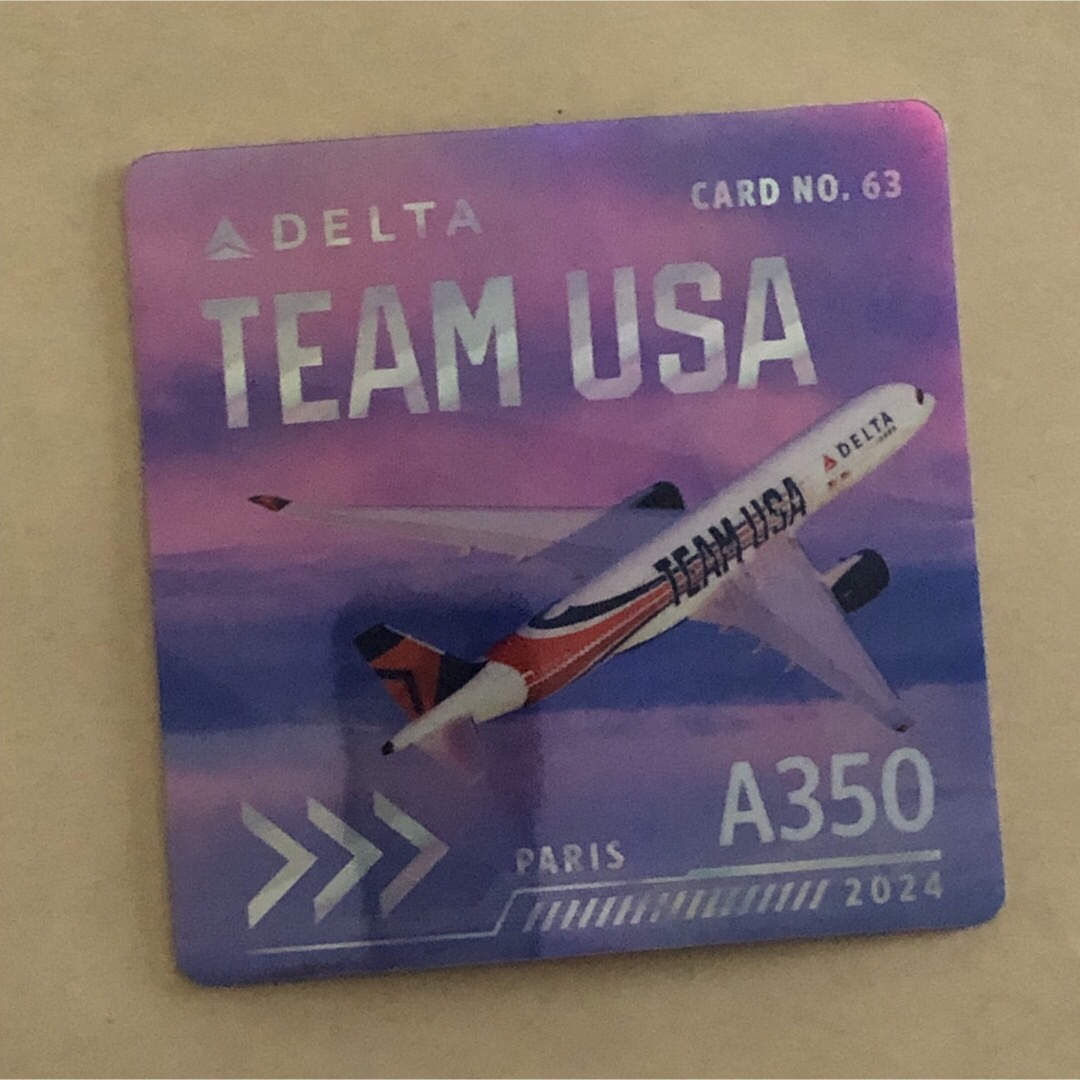 DELTA
CARD NO. 63
TEAM USA
DELTA
TEAM USA
A350
PARIS
2024